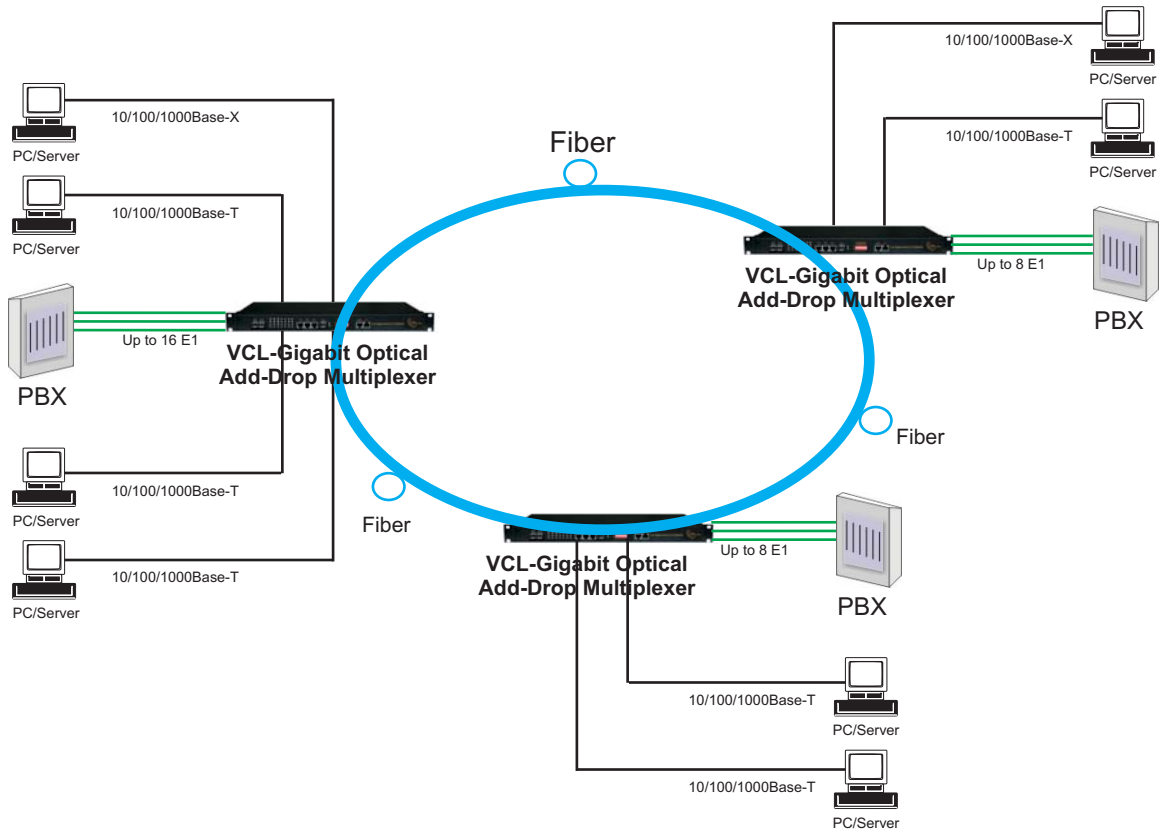 10/100/1000Base-X
PC/Server
10/100/1000Base-T
PC/Server
Up to 16 E1
PBX
VCL-Gigabit Optical
Add-Drop Multiplexer
10/100/1000Base-T
PC/Server
10/100/1000Base-T
PC/Server
Fiber
Fiber
Fiber
10/100/1000Base-X
PC/Server
10/100/1000Base-T
PC/Server
Up to 8 E1
PBX
VCL-Gigabit Optical
Add-Drop Multiplexer
Up to 8 E1
PBX
VCL-Gigabit Optical
Add-Drop Multiplexer
10/100/1000Base-T
PC/Server
10/100/1000Base-T
PC/Server